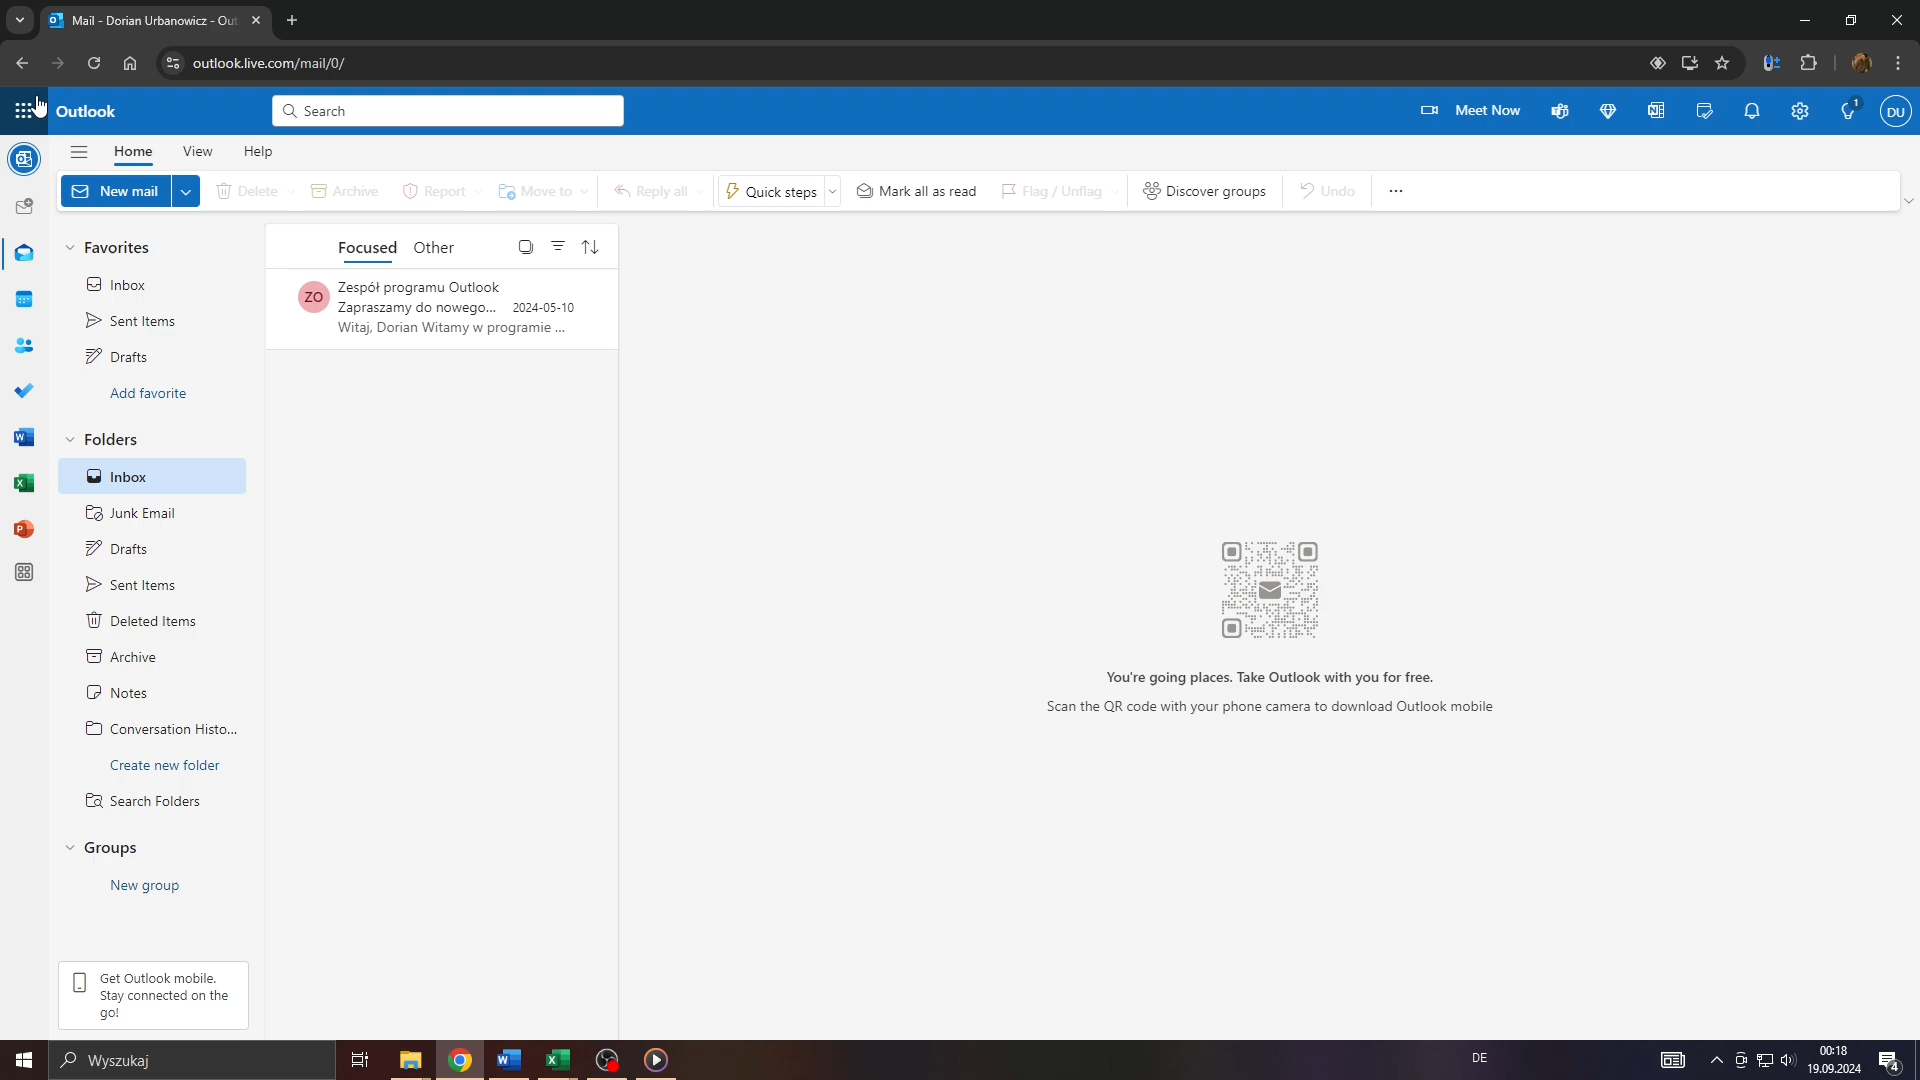 Mail - Dorian Urbanowicz - Out
outlook.live.com/mail/0/
Outlook
Search
Meet Now
1
DU
Home View Help
New mail Delete Archive Report Move to Reply all Quick steps Mark all as read Flag / Unflag Discover groups Undo
Favorites
Inbox
Sent Items
Drafts
Add favorite
Folders
Inbox
Junk Email
Drafts
Sent Items
Deleted Items
Archive
Notes
Conversation Histo...
Create new folder
Search Folders
Groups
New group
Get Outlook mobile.
Stay connected on the
go!
Focused Other
ZO
Zespół programu Outlook
Zapraszamy do nowego... 2024-05-10
Witaj, Dorian Witamy w programie ...
You're going places. Take Outlook with you for free.
Scan the QR code with your phone camera to download Outlook mobile
Wyszukaj
DE
00:18
19.09.2024
4